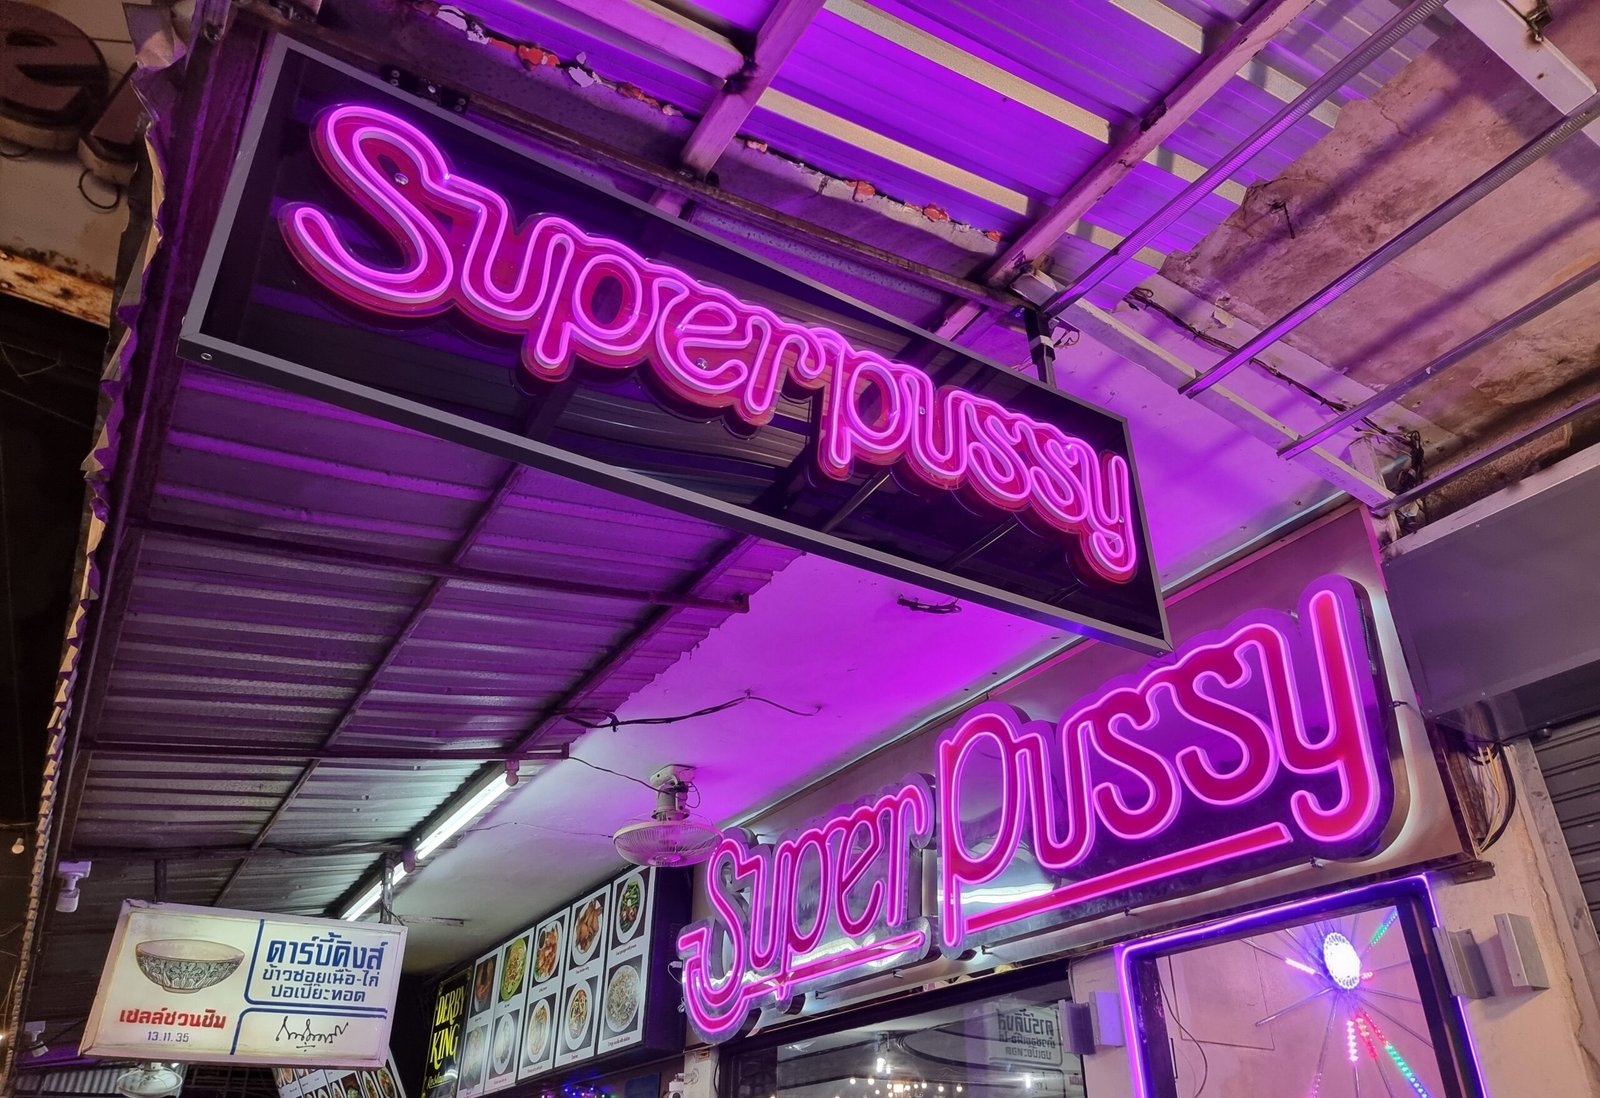 Superpussy
Super Pussy
ดาร์บี้คิงส์
ข้าวซอยเนื้อ-ไก่
ปอเปี๊ยะทอด
เชลล์ชวนชิม
13.11.35
DERBY
KING